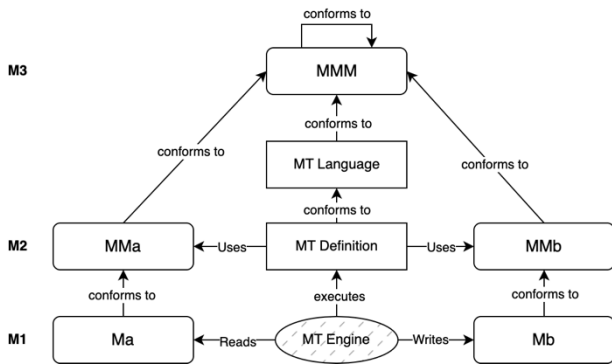 conforms to
M3
MMM
conforms to
conforms to
conforms to
MT Language
conforms to
M2
MMa
Uses
MT Definition
Uses
MMb
conforms to
executes
conforms to
M1
Ma
Reads
MT Engine
Writes
Mb